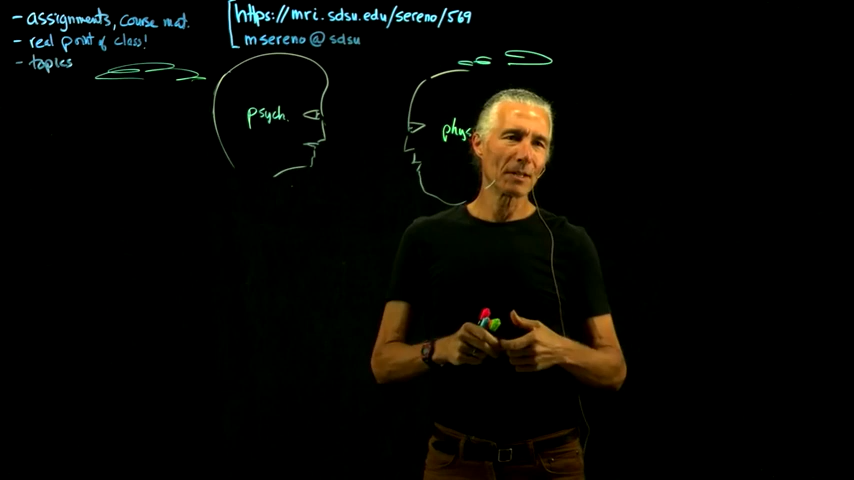 - assignments, course mat.
- real point of class!
- topics
https://mri.sdsu.edu/sereno/569
msereno@sdsu
psych.
phys